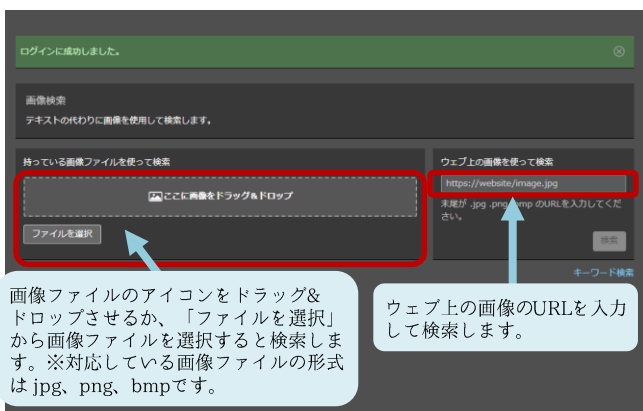 ログインに成功しました。
画像検索
テキストの代わりに画像を使用して検索します。
持っている画像ファイルを使って検索
ここに画像をドラッグ&ドロップ
ファイルを選択
ウェブ上の画像を使って検索
https://website/image.jpg
末尾が .jpg .png .bmp のURLを入力してくだ
さい。
検索
キーワード検索
画像ファイルのアイコンをドラッグ&
ドロップさせるか、「ファイルを選択」
から画像ファイルを選択すると検索しま
す。※対応している画像ファイルの形式
は jpg、png、bmpです。
ウェブ上の画像のURLを入力
して検索します。